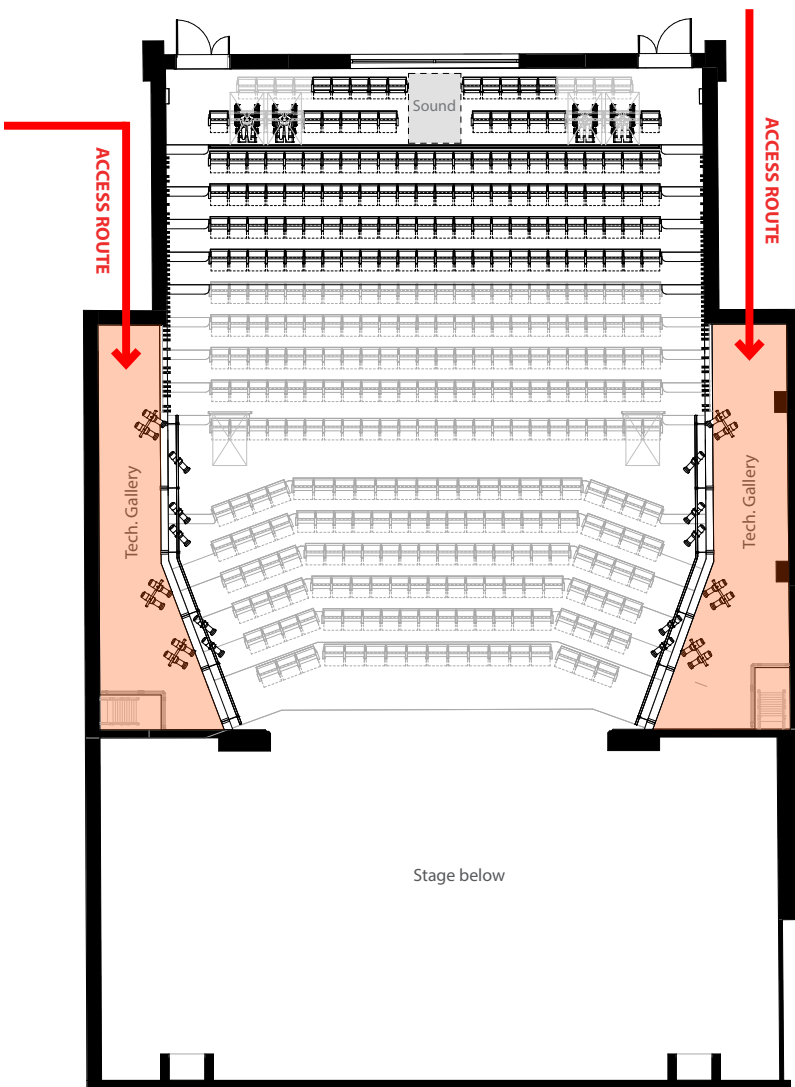 Sound
ACCESS ROUTE
ACCESS ROUTE
Tech. Gallery
Tech. Gallery
Stage below